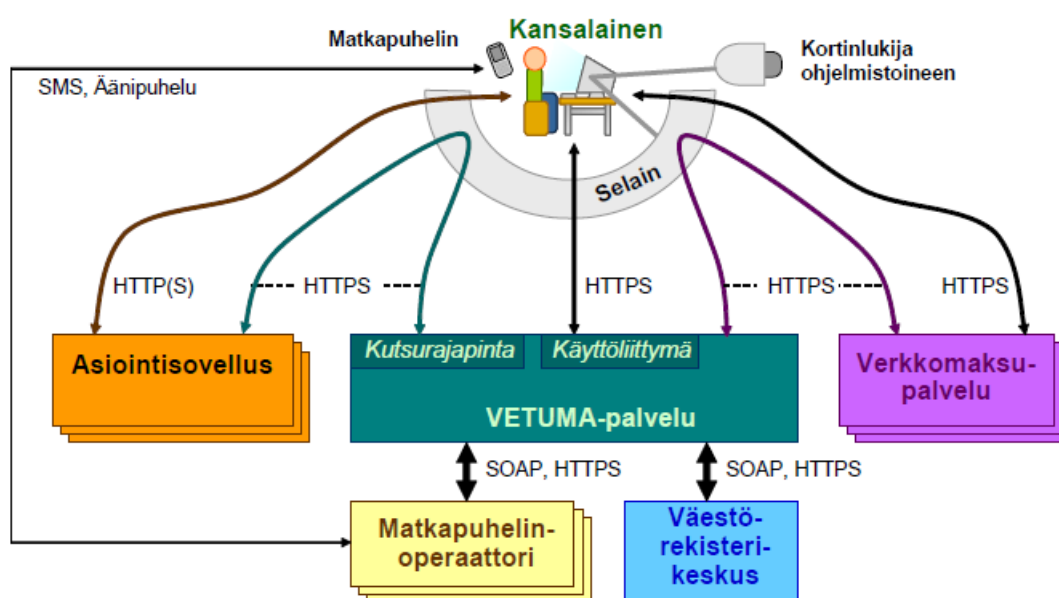 Kansalainen
Matkapuhelin
Kortinlukija
ohjelmistoineen
SMS, Äänipuhelu
Selain
HTTP(S)
HTTPS
HTTPS
HTTPS
HTTPS
Asiointisovellus
Kutsurajapinta
Käyttöliittymä
VETUMA-palvelu
Verkkomaksu-
palvelu
SOAP, HTTPS
SOAP, HTTPS
Matkapuhelin-
operaattori
Väestö-
rekisteri-
keskus